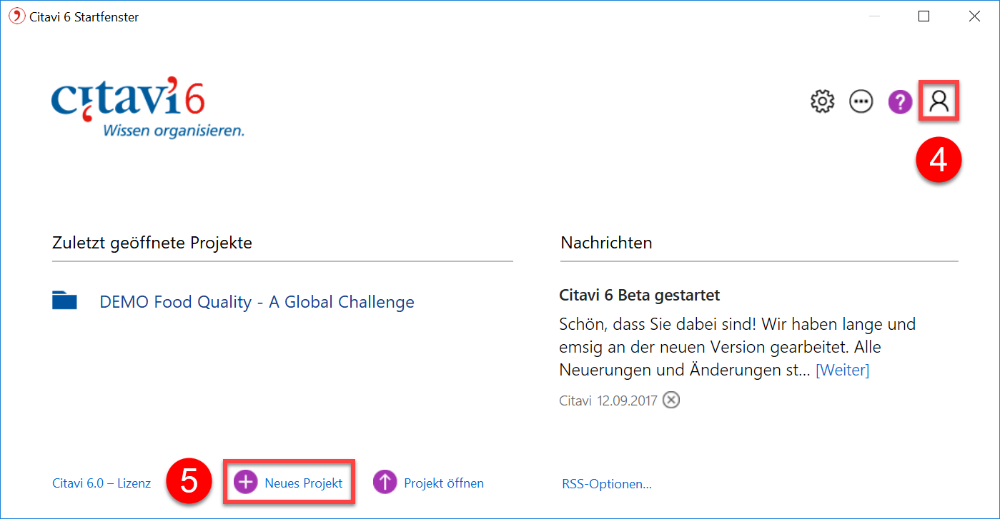 Citavi 6 Startfenster
citavi 6
Wissen organisieren.
?
4
Zuletzt geöffnete Projekte
DEMO Food Quality - A Global Challenge
Nachrichten
Citavi 6 Beta gestartet
Schön, dass Sie dabei sind! Wir haben lange und
emsig an der neuen Version gearbeitet. Alle
Neuerungen und Änderungen st... [Weiter]
Citavi 12.09.2017
Citavi 6.0 – Lizenz
5
Neues Projekt
Projekt öffnen
RSS-Optionen...